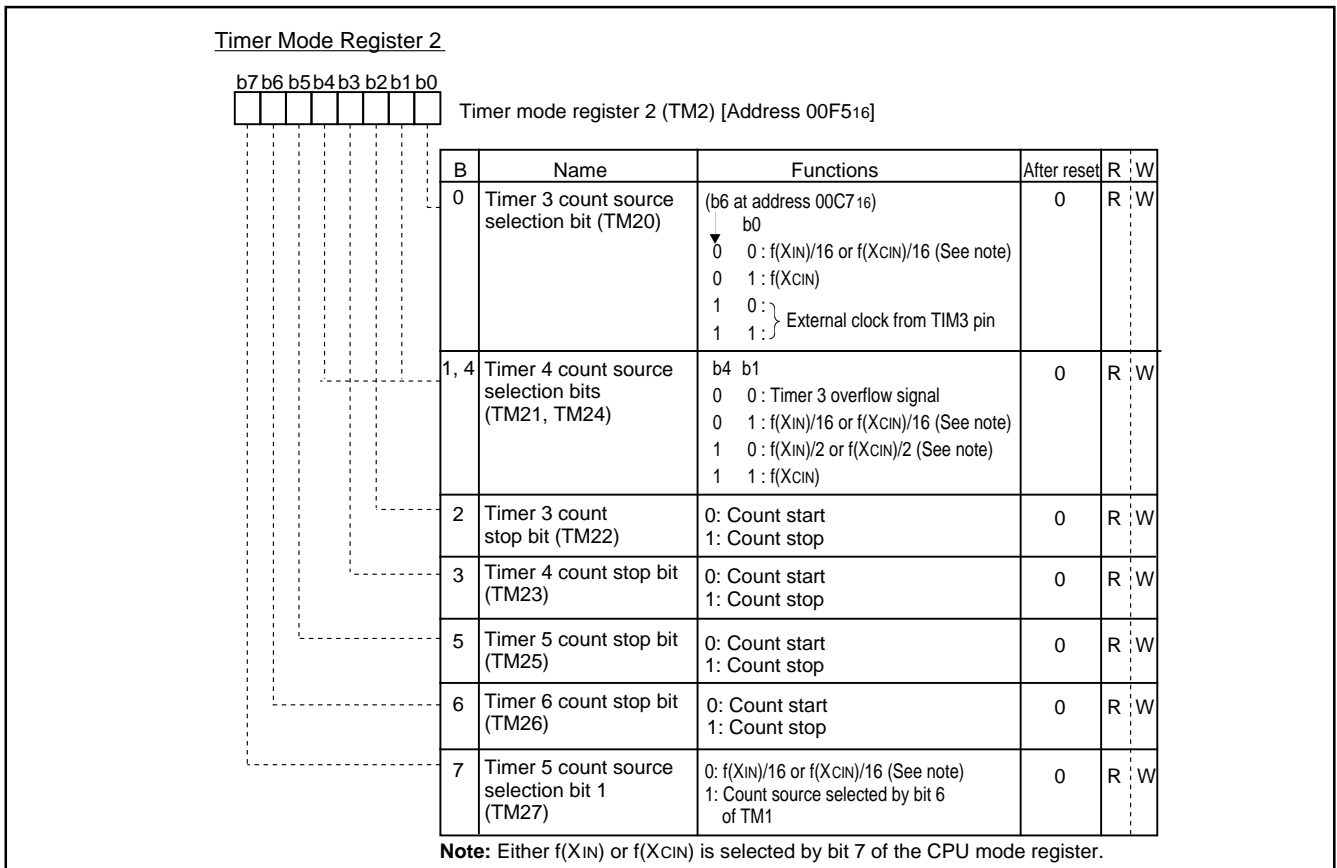 Timer Mode Register 2
b7 b6 b5 b4 b3 b2 b1 b0
Timer mode register 2 (TM2) [Address 00F516]
B Name Functions After reset R W
0 Timer 3 count source selection bit (TM20) 0 R W
(b6 at address 00C716)
b0
0 0 : f(XIN)/16 or f(XCIN)/16 (See note)
0 1 : f(XCIN)
1 0 :
1 1 :
External clock from TIM3 pin
1, 4 Timer 4 count source
selection bits
(TM21, TM24)
b4 b1
0 0 : Timer 3 overflow signal
0 1 : f(XIN)/16 or f(XCIN)/16 (See note)
1 0 : f(XIN)/2 or f(XCIN)/2 (See note)
1 1 : f(XCIN)
0 R W
2 Timer 3 count
stop bit (TM22)
0: Count start
1: Count stop
0 R W
3 Timer 4 count stop bit
(TM23)
0: Count start
1: Count stop
0 R W
5 Timer 5 count stop bit
(TM25)
0: Count start
1: Count stop
0 R W
6 Timer 6 count stop bit
(TM26)
0: Count start
1: Count stop
0 R W
7 Timer 5 count source
selection bit 1
(TM27)
0: f(XIN)/16 or f(XCIN)/16 (See note)
1: Count source selected by bit 6
of TM1
0 R W
Note: Either f(XIN) or f(XCIN) is selected by bit 7 of the CPU mode register.